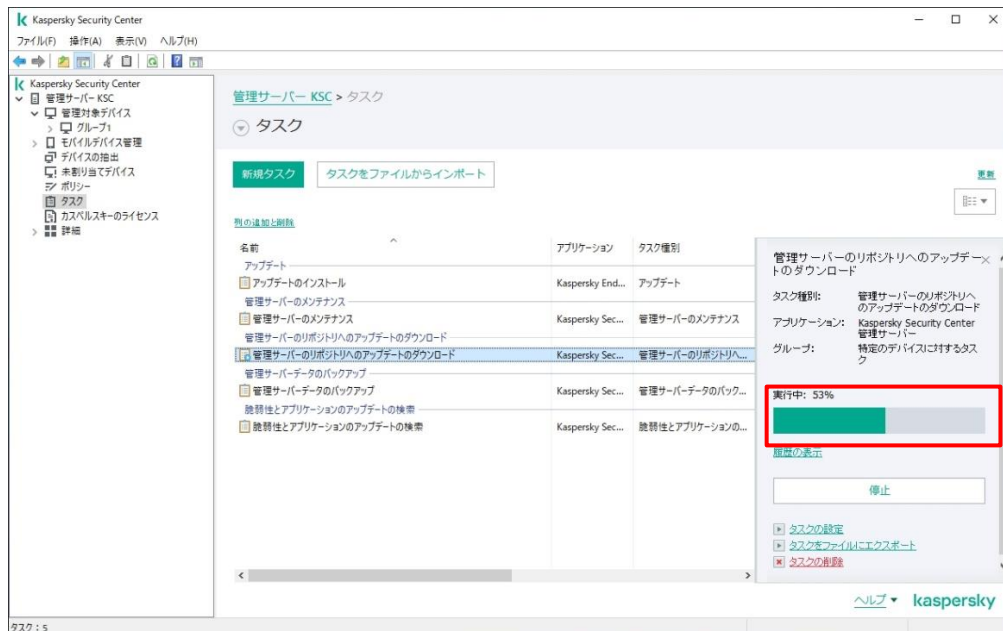 Kaspersky Security Center
ファイル(F) 操作(A) 表示(V) ヘルプ(H)
Kaspersky Security Center
管理サーバー KSC
管理対象デバイス
グループ1
モバイルデバイス管理
デバイスの抽出
未割り当てデバイス
ポリシー
タスク
カスペルスキーのライセンス
詳細
管理サーバー KSC > タスク
タスク
新規タスク タスクをファイルからインポート
更新
列の追加と削除
名前 アプリケーション タスク種別
アップデート
アップデートのインストール Kaspersky End... アップデート
管理サーバーのメンテナンス
管理サーバーのメンテナンス Kaspersky Sec... 管理サーバーのメンテナンス
管理サーバーのリポジトリへのアップデートのダウンロード
管理サーバーのリポジトリへのアップデートのダウンロード Kaspersky Sec... 管理サーバーのリポジトリへ...
管理サーバーデータのバックアップ
管理サーバーデータのバックアップ Kaspersky Sec... 管理サーバーデータのバック...
脆弱性とアプリケーションのアップデートの検索
脆弱性とアプリケーションのアップデートの検索 Kaspersky Sec... 脆弱性とアプリケーションの...
管理サーバーのリポジトリへのアップデー
トのダウンロード
タスク種別: 管理サーバーのリポジトリへ
のアップデートのダウンロード
アプリケーション: Kaspersky Security Center
管理サーバー
グループ: 特定のデバイスに対するタス
ク
実行中: 53%
履歴の表示
停止
タスクの設定
タスクをファイルにエクスポート
タスクの削除
ヘルプ kaspersky
タスク : 5